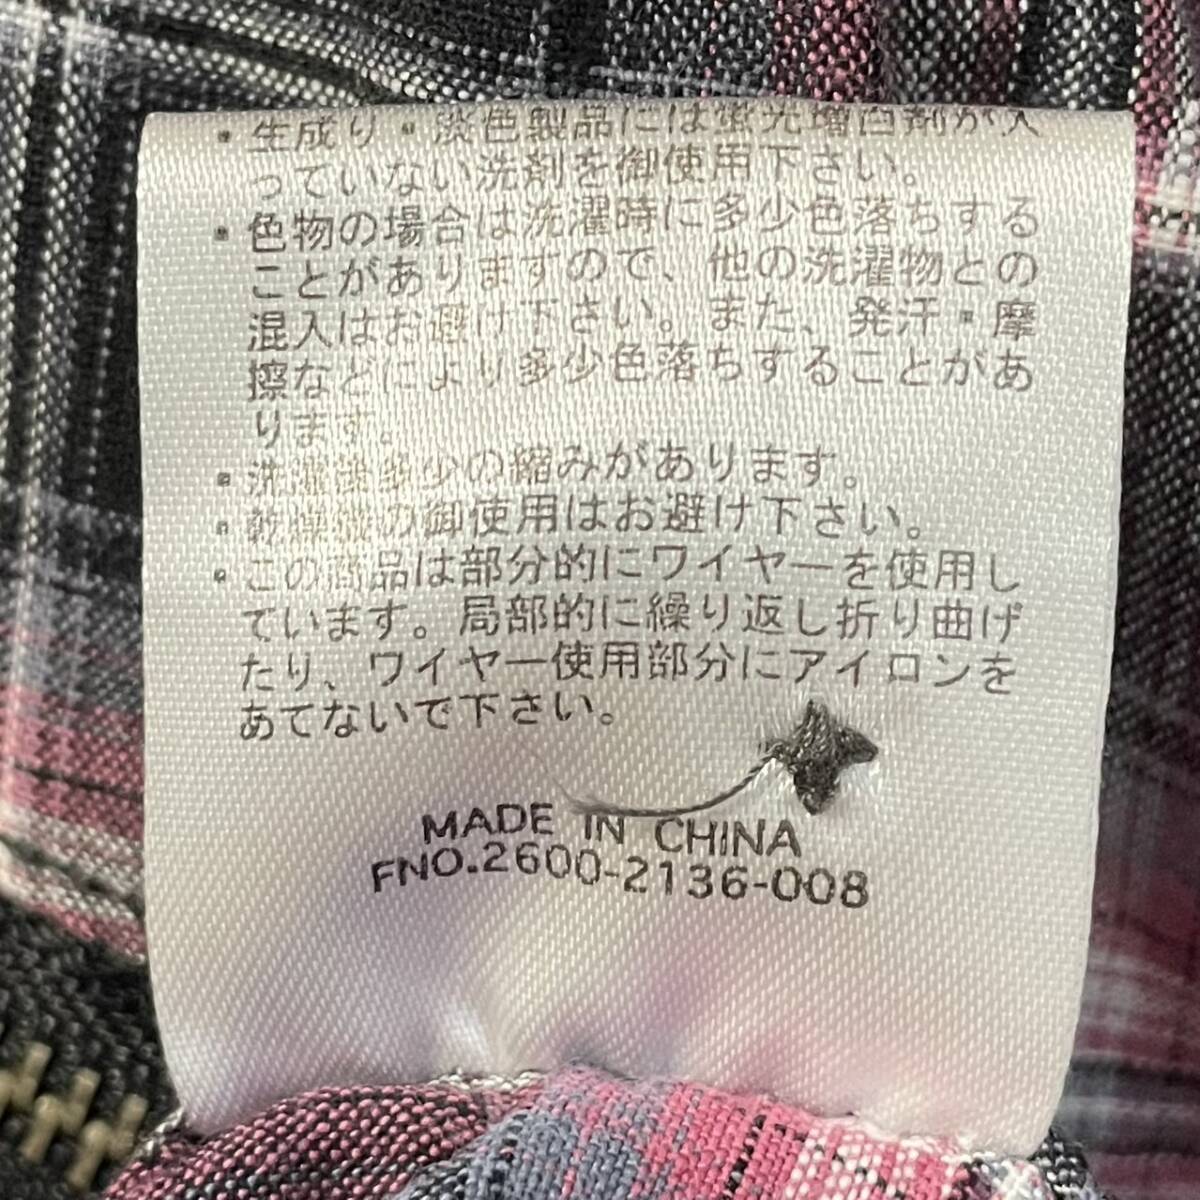 ・生成り・淡色製品には蛍光増白剤が入
っていない洗剤を御使用下さい。
・色物の場合は洗濯時に多少色落ちする
ことがありますので、他の洗濯物との
混入はお避け下さい。また、発汗・摩
擦などにより多少色落ちすることがあ
ります。
・洗濯後多少の縮みがあります。
・乾燥機の御使用はお避け下さい。
・この商品は部分的にワイヤーを使用し
ています。局部的に繰り返し折り曲げ
たり、ワイヤー使用部分にアイロンを
あてないで下さい。
MADE IN CHINA
FNO.2600-2136-008